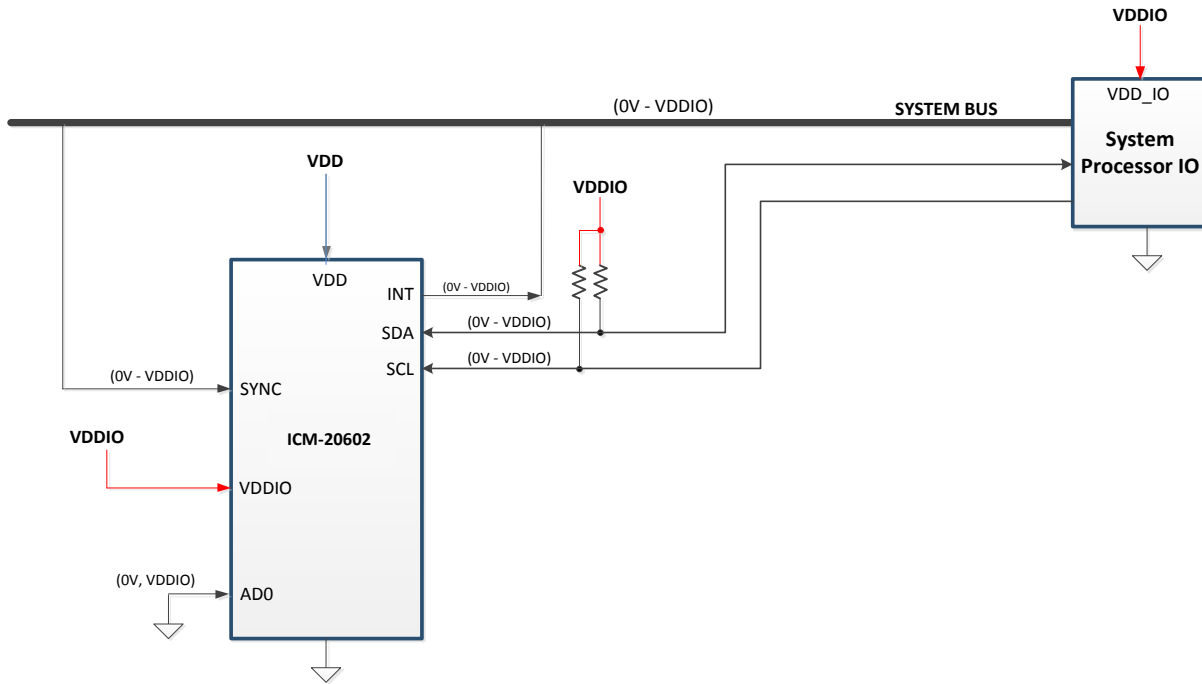 VDDIO
VDD_IO
System
Processor IO
(0V - VDDIO)
SYSTEM BUS
VDD
VDDIO
VDD
INT
(0V - VDDIO)
SDA
(0V - VDDIO)
SCL
(0V - VDDIO)
(0V - VDDIO)
SYNC
ICM-20602
VDDIO
VDDIO
(0V, VDDIO)
AD0